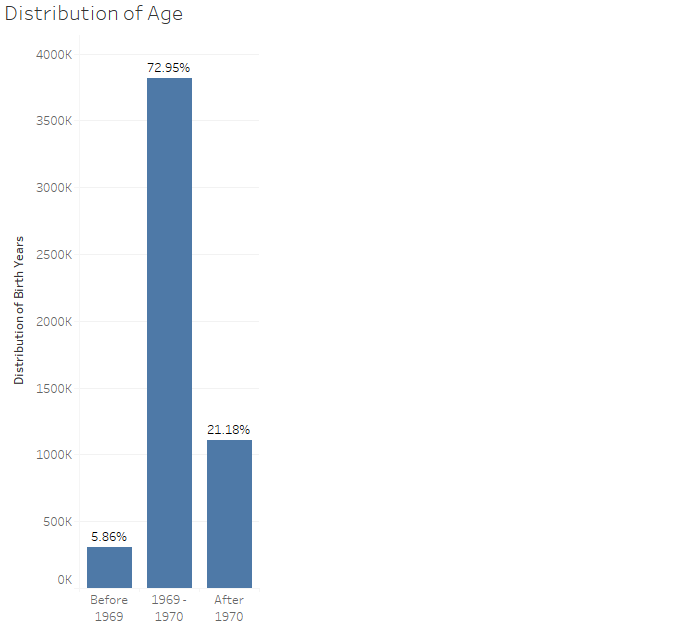 Distribution of Age
Distribution of Birth Years
4000K
3500K
3000K
2500K
2000K
1500K
1000K
500K
0K
72.95%
21.18%
5.86%
Before
1969
1969 -
1970
After
1970